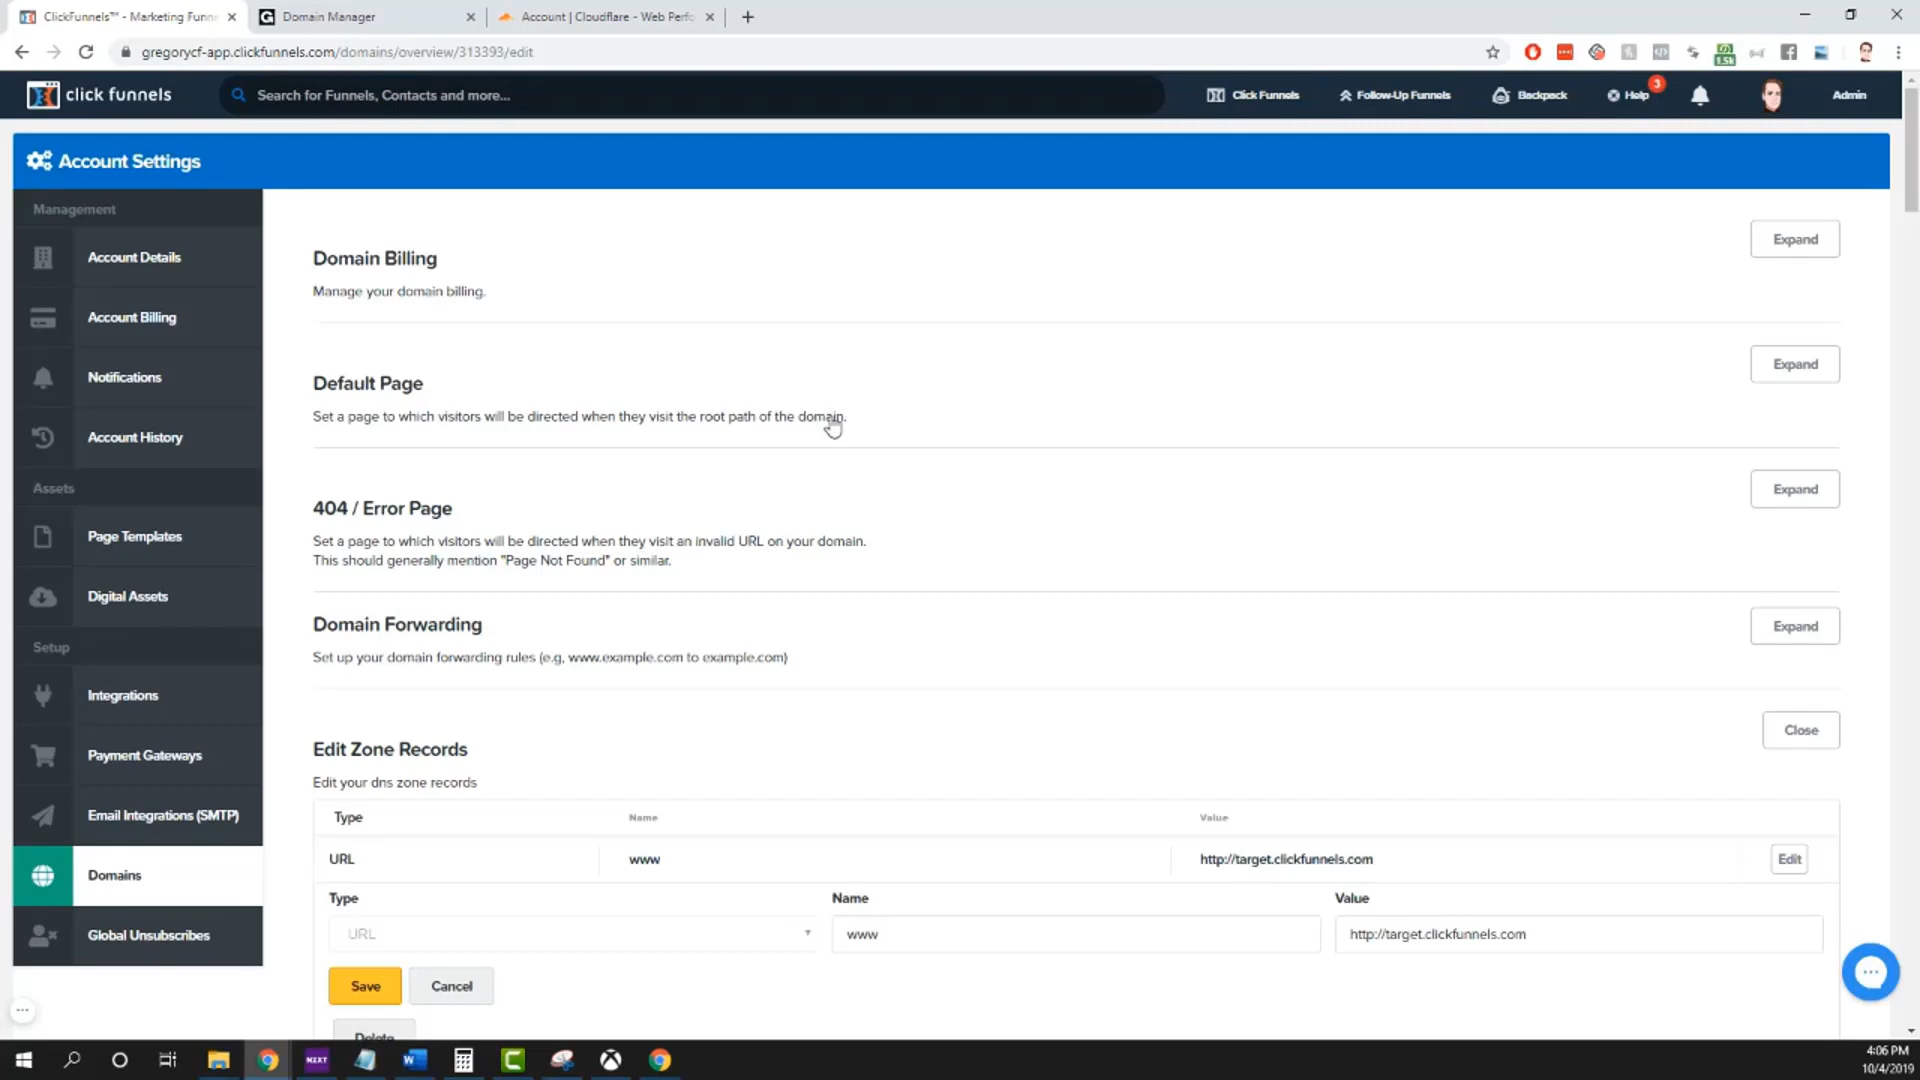 ClickFunnels™ - Marketing Funne
Domain Manager
Account | Cloudflare - Web Perfo
gregorycf-app.clickfunnels.com/domains/overview/313393/edit
1.5k
click funnels
Search for Funnels, Contacts and more...
Click Funnels
Follow-Up Funnels
Backpack
Help
3
Admin
Account Settings
Management
Account Details
Account Billing
Notifications
Account History
Assets
Page Templates
Digital Assets
Setup
Integrations
Payment Gateways
Email Integrations (SMTP)
Domains
Global Unsubscribes
Domain Billing
Expand
Manage your domain billing.
Default Page
Expand
Set a page to which visitors will be directed when they visit the root path of the domain.
404 / Error Page
Expand
Set a page to which visitors will be directed when they visit an invalid URL on your domain.
This should generally mention "Page Not Found" or similar.
Domain Forwarding
Expand
Set up your domain forwarding rules (e.g, www.example.com to example.com)
Edit Zone Records
Close
Edit your dns zone records
Type Name Value
URL www http://target.clickfunnels.com Edit
Type Name Value
URL www http://target.clickfunnels.com
Save Cancel
Delete
NEXT
4:06 PM
10/4/2019